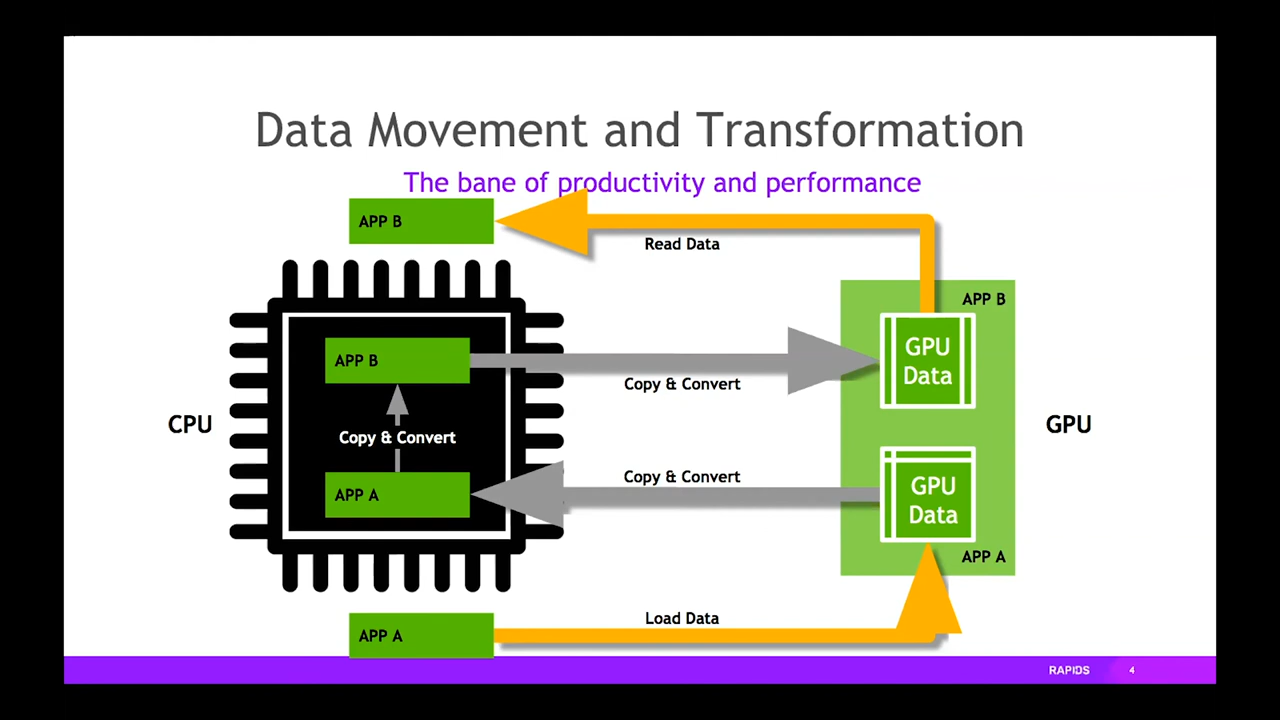 Data Movement and Transformation
The bane of productivity and performance
APP B
Read Data
APP B
GPU
Data
APP B
Copy & Convert
CPU
Copy & Convert
GPU
Copy & Convert
APP A
GPU
Data
APP A
Load Data
APP A
RAPIDS 4